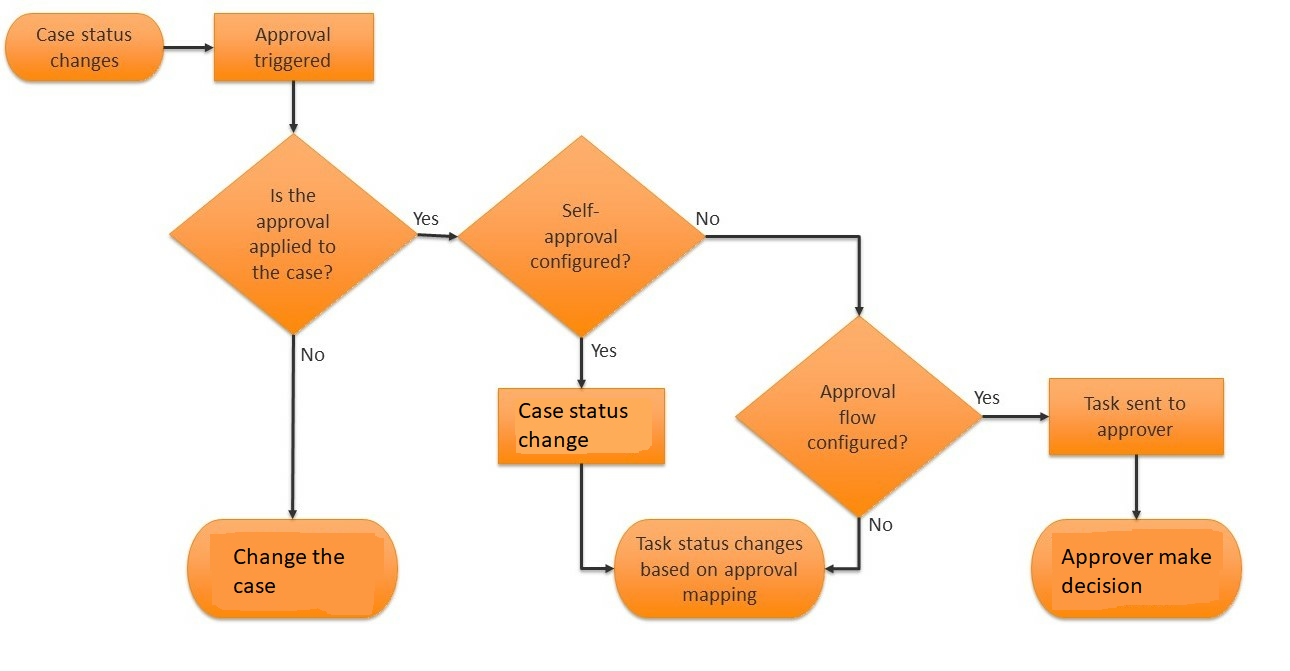 Case status
changes
Approval
triggered
Is the
approval
applied to
the case?
Yes
Self-
approval
configured?
No
No
Yes
Case status
change
Approval
flow
configured?
Yes
Task sent to
approver
No
Change the
case
Task status changes
based on approval
mapping
Approver make
decision